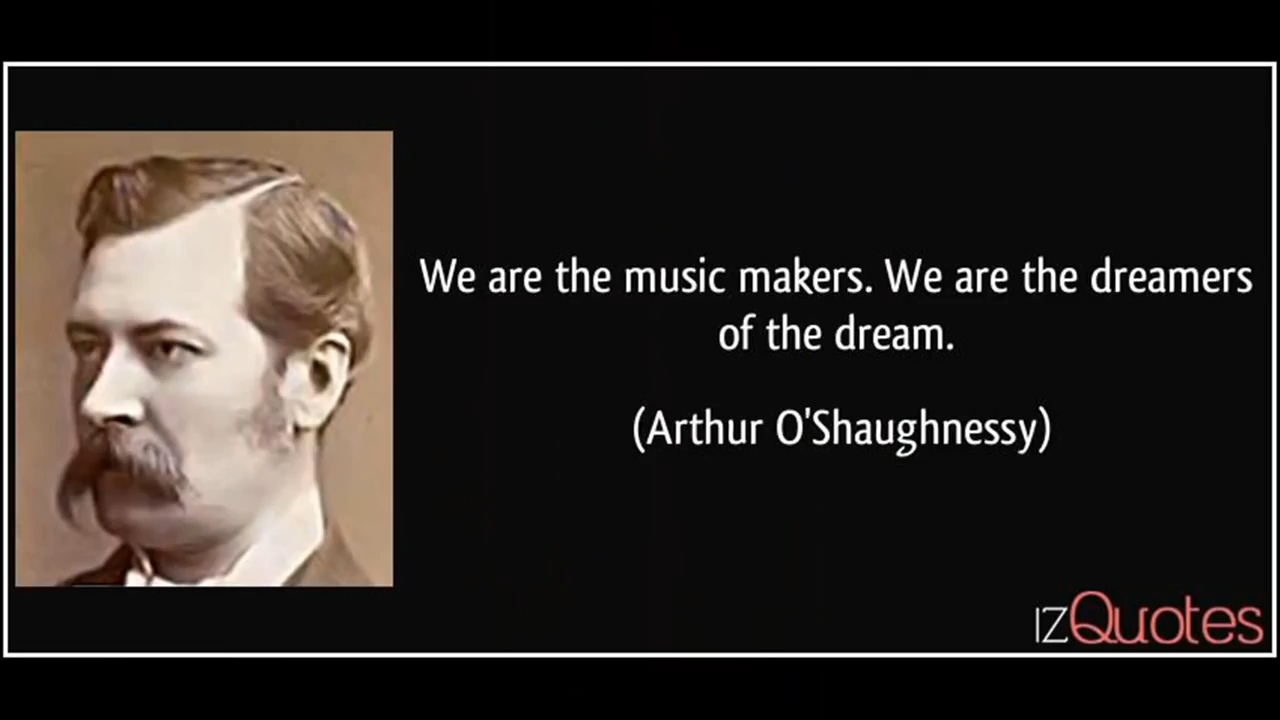 We are the music makers. We are the dreamers
of the dream.
(Arthur O'Shaughnessy)
IZQuotes